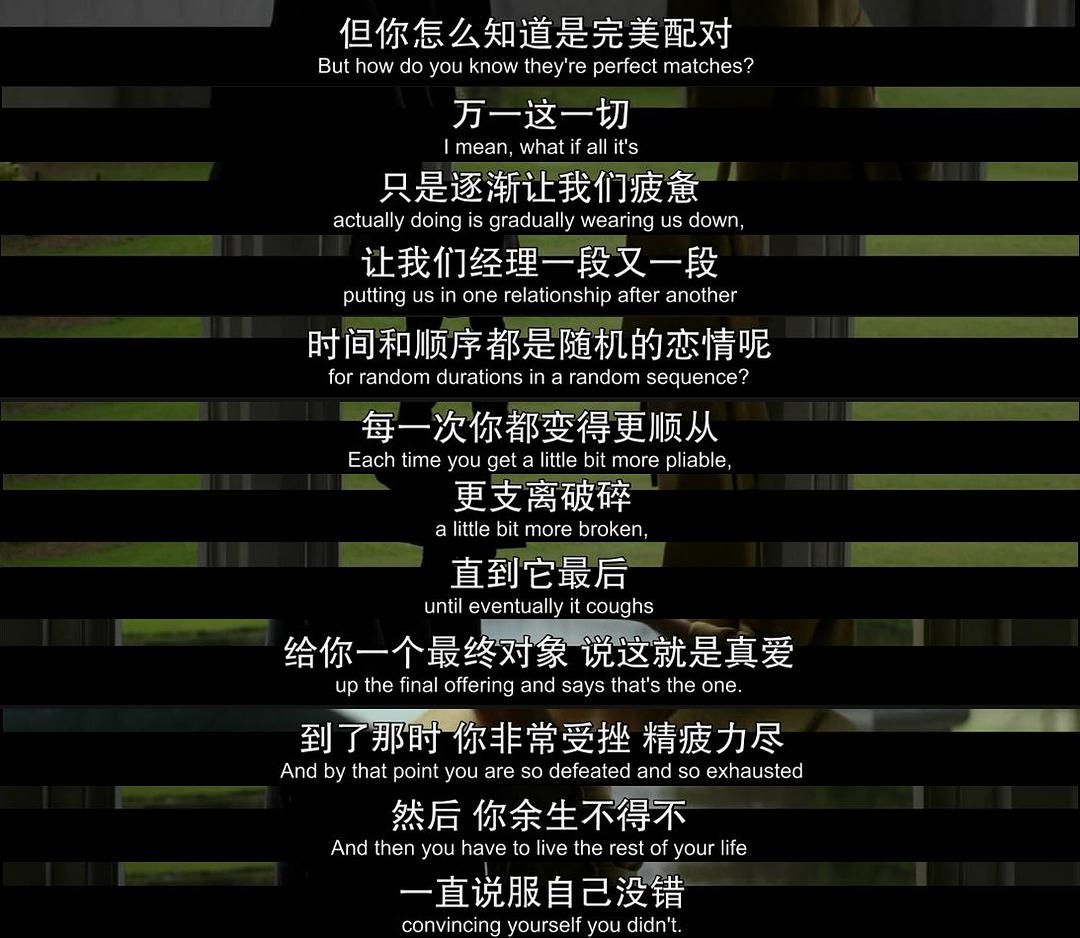 但你怎么知道是完美配对
But how do you know they're perfect matches?
万一这一切
I mean, what if all it's
只是逐渐让我们疲惫
actually doing is gradually wearing us down,
让我们经理一段又一段
putting us in one relationship after another
时间和顺序都是随机的恋情呢
for random durations in a random sequence?
每一次你都变得更顺从
Each time you get a little bit more pliable,
更支离破碎
a little bit more broken,
直到它最后
until eventually it coughs
给你一个最终对象 说这就是真爱
up the final offering and says that's the one.
到了那时 你非常受挫 精疲力尽
And by that point you are so defeated and so exhausted
然后 你余生不得不
And then you have to live the rest of your life
一直说服自己没错
convincing yourself you didn't.